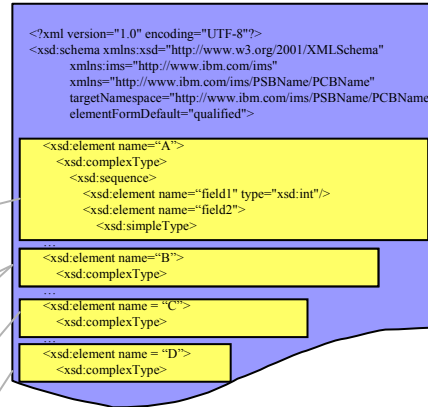 <?xml version="1.0" encoding="UTF-8"?>
<xsd:schema xmlns:xsd="http://www.w3.org/2001/XMLSchema"
xmlns:ims="http://www.ibm.com/ims"
xmlns="http://www.ibm.com/ims/PSBName/PCBName"
targetNamespace="http://www.ibm.com/ims/PSBName/PCBName
elementFormDefault="qualified">
<xsd:element name=“A”>
<xsd:complexType>
<xsd:sequence>
<xsd:element name=“field1" type="xsd:int"/>
<xsd:element name=“field2">
<xsd:simpleType>
…
<xsd:element name=“B”>
<xsd:complexType>
…
<xsd:element name = “C”>
<xsd:complexType>
…
<xsd:element name = “D”>
<xsd:complexType>